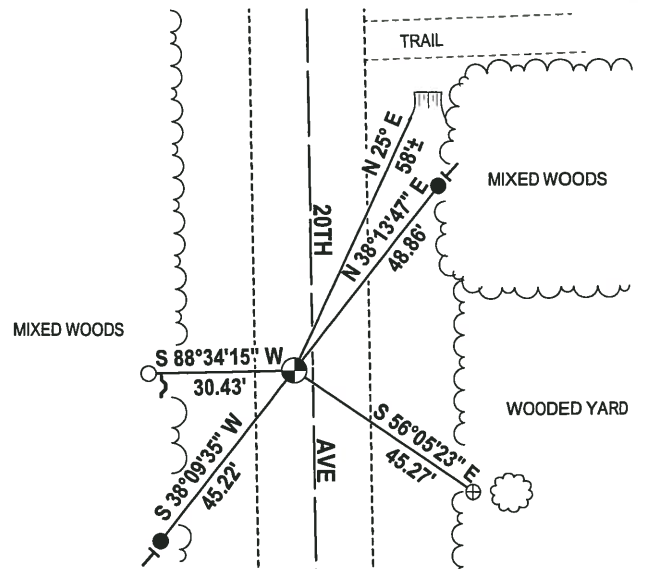 TRAIL
N 25° E
58'±
MIXED WOODS
20TH
N 38°13'47" E
48.86'
MIXED WOODS
S 88°34'15" W
30.43'
WOODED YARD
S 56°05'23" E
45.27'
AVE
S 38°09'35" W
45.22'